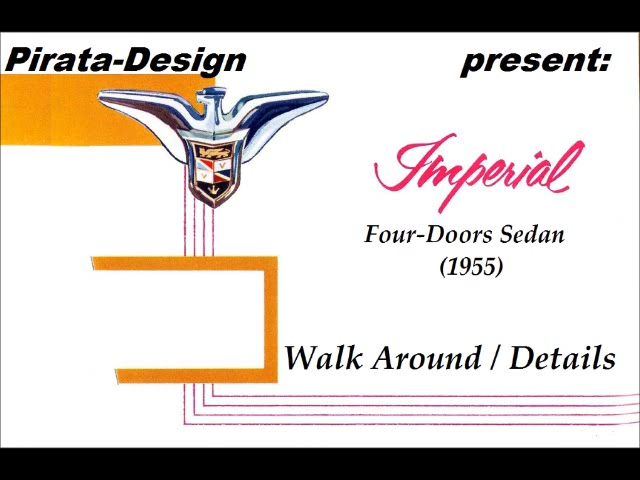 Pirata-Design present:
Imperial
Four-Doors Sedan
(1955)
Walk Around / Details